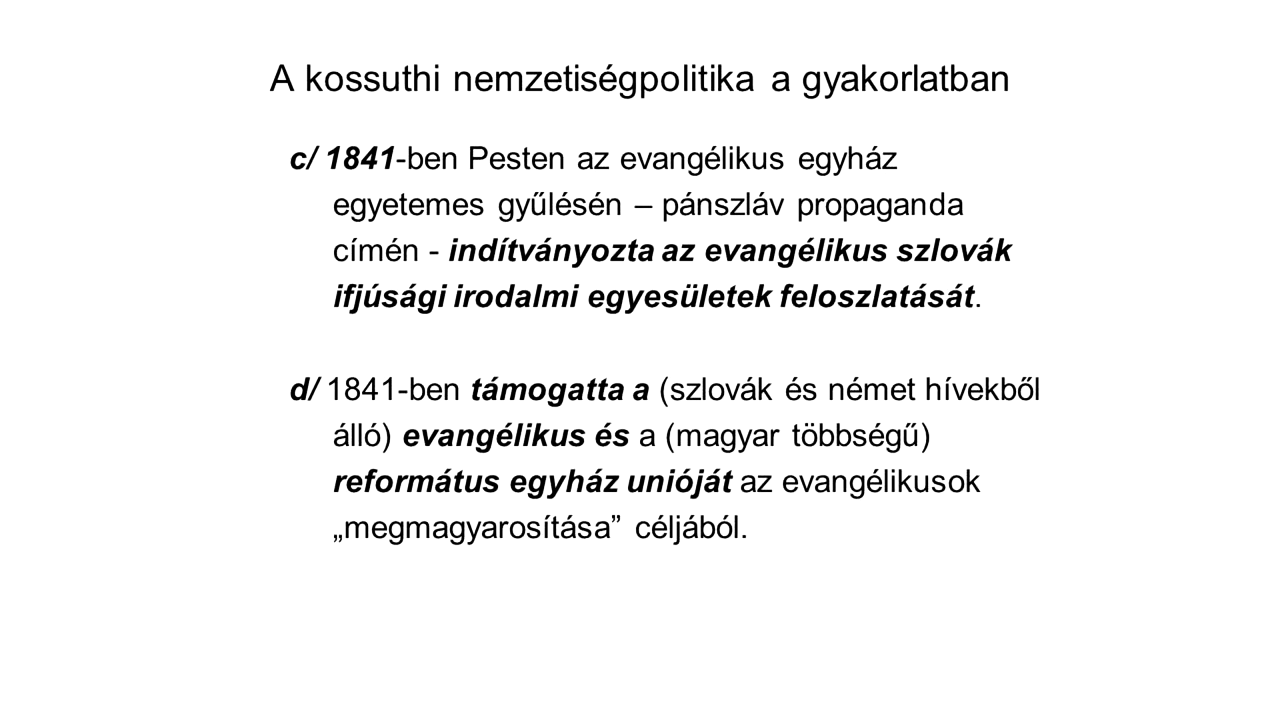 A kossuthi nemzetiségpolitika a gyakorlatban
c/ 1841-ben Pesten az evangélikus egyház
egyetemes gyűlésén – pánszláv propaganda
címén - indítványozta az evangélikus szlovák
ifjúsági irodalmi egyesületek feloszlatását.
d/ 1841-ben támogatta a (szlovák és német hívekből
álló) evangélikus és a (magyar többségű)
református egyház unióját az evangélikusok
„megmagyarosítása” céljából.